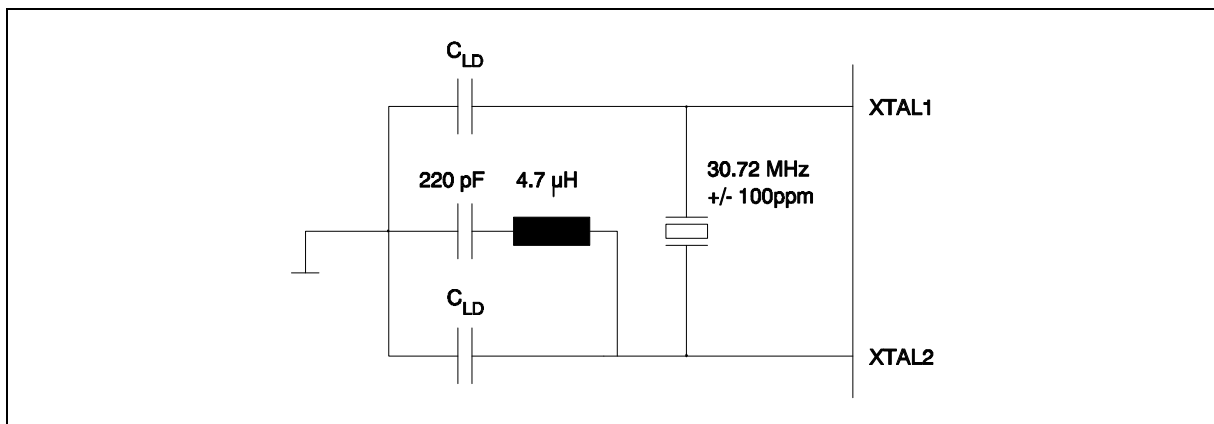 C_LD
XTAL1
220 pF 4.7 µH
30.72 MHz
+/- 100ppm
C_LD
XTAL2